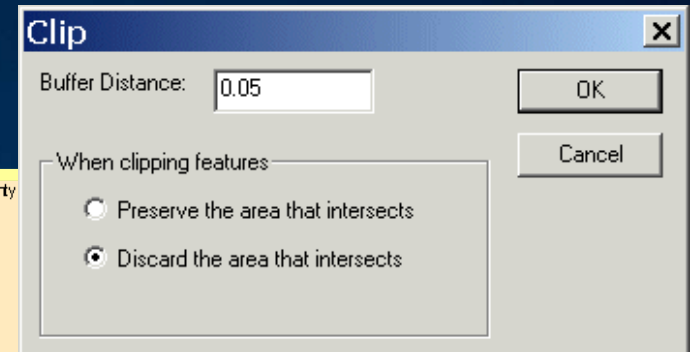 Clip
Buffer Distance: 0.05
OK
Cancel
When clipping features
Preserve the area that intersects
Discard the area that intersects